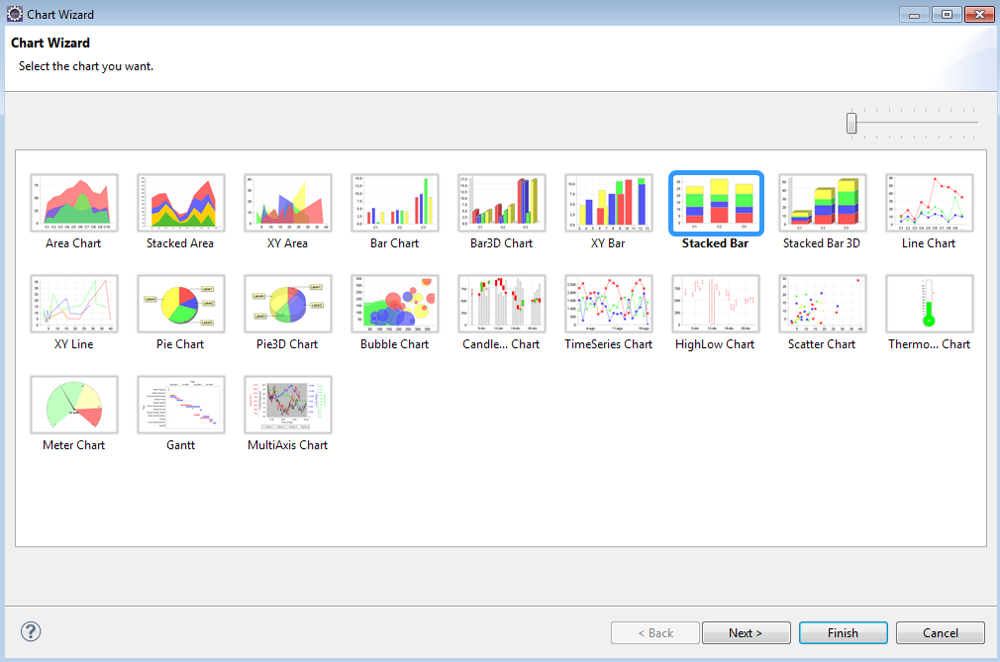 Chart Wizard
Chart Wizard
Select the chart you want.
Area Chart
Stacked Area
XY Area
Bar Chart
Bar3D Chart
XY Bar
Stacked Bar
Stacked Bar 3D
Line Chart
XY Line
Pie Chart
Pie3D Chart
Bubble Chart
Candle... Chart
TimeSeries Chart
HighLow Chart
Scatter Chart
Thermo... Chart
Meter Chart
Gantt
MultiAxis Chart
?
< Back
Next >
Finish
Cancel